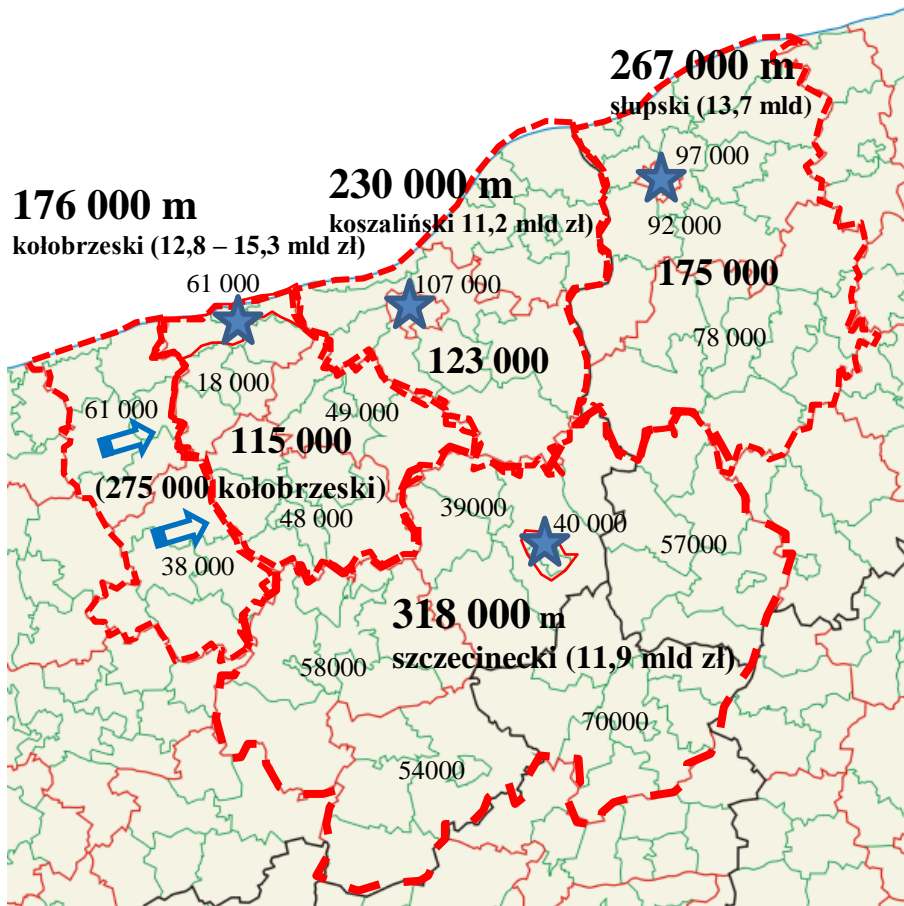 267 000 m
słupski (13,7 mld)
97 000
92 000
175 000
78 000
230 000 m
koszaliński 11,2 mld zł)
107 000
123 000
176 000 m
kołobrzeski (12,8 – 15,3 mld zł)
61 000
18 000
49 000
61 000
115 000
(275 000 kołobrzeski)
48 000
38 000
39000
40 000
57000
318 000 m
szczecinecki (11,9 mld zł)
58000
70000
54000